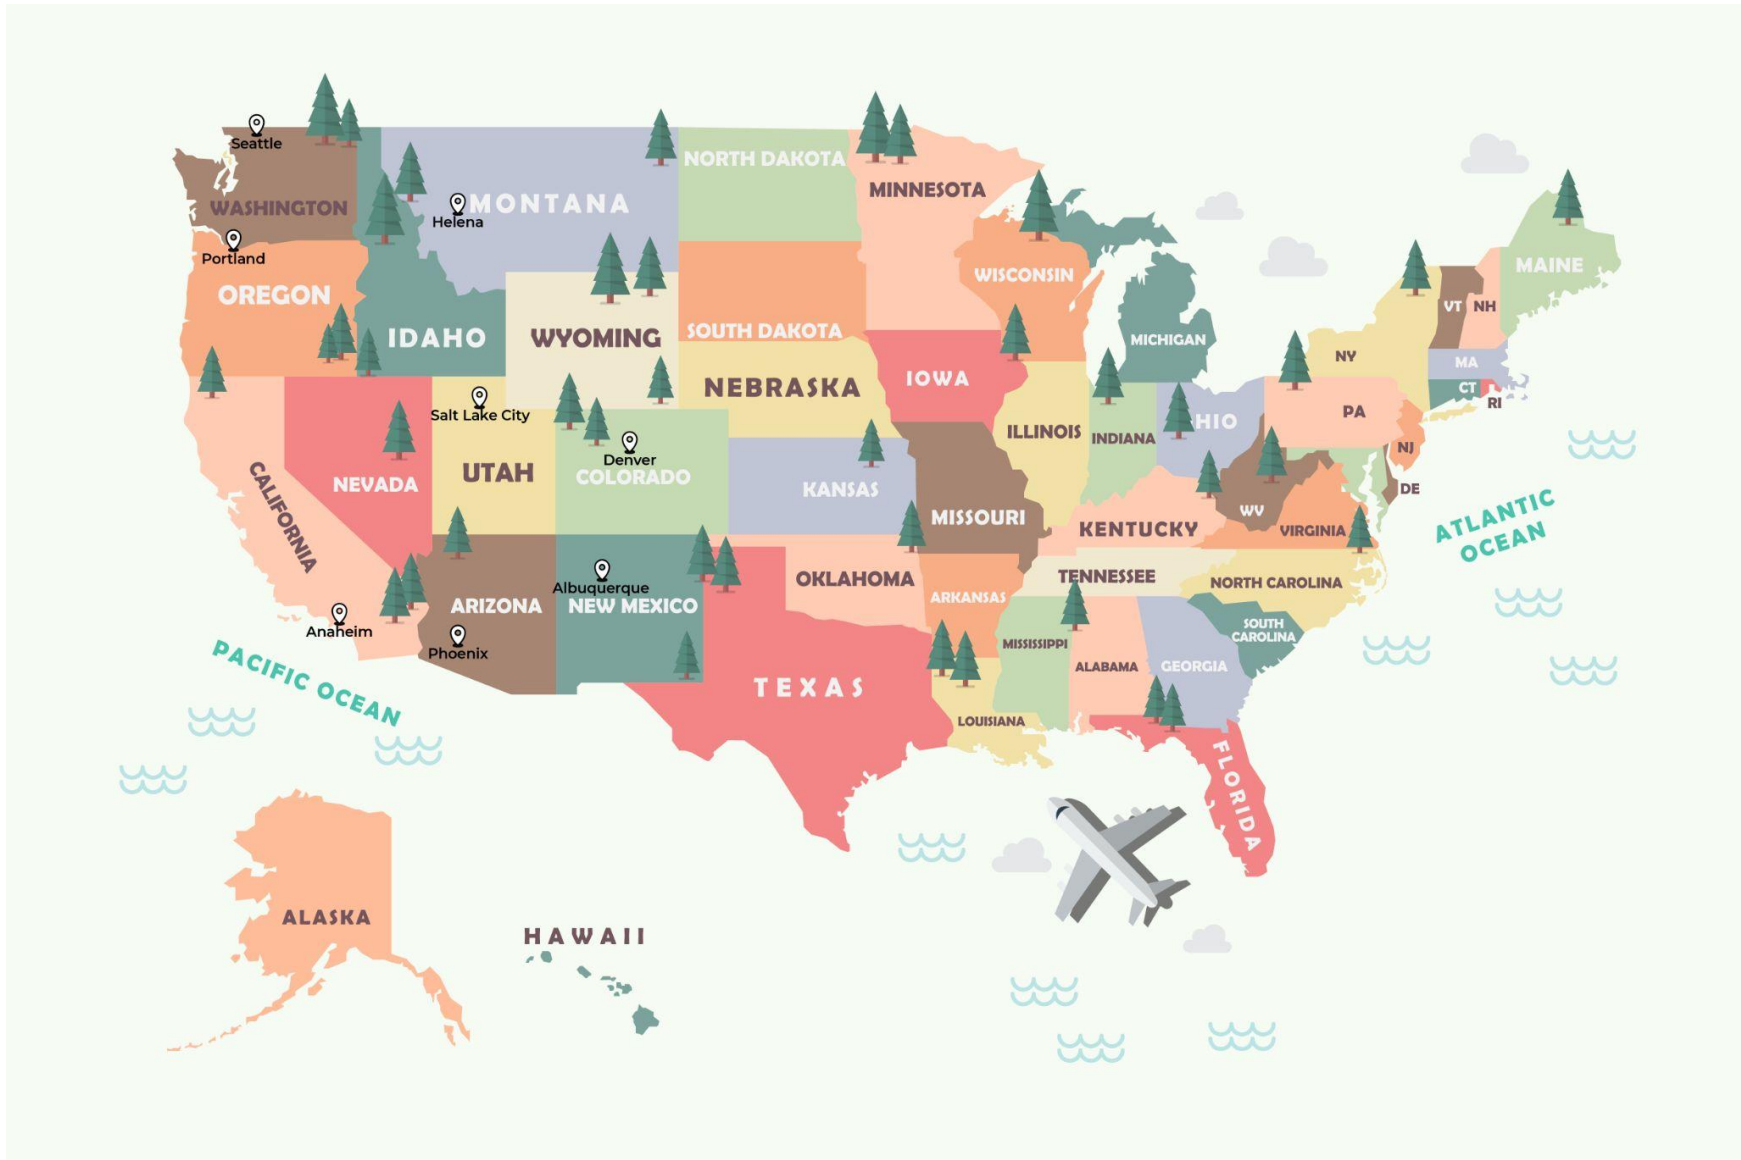 Seattle
WASHINGTON
Helena
MONTANA
NORTH DAKOTA
MINNESOTA
Portland
OREGON
IDAHO
WYOMING
SOUTH DAKOTA
WISCONSIN
MICHIGAN
MAINE
VT
NH
NY
MA
CT
RI
NEBRASKA
IOWA
Salt Lake City
Denver
COLORADO
UTAH
NEVADA
CALIFORNIA
KANSAS
MISSOURI
ILLINOIS
INDIANA
HIO
PA
NJ
DE
WV
VIRGINIA
KENTUCKY
ATLANTIC
OCEAN
Albuquerque
NEW MEXICO
ARIZONA
Phoenix
Anaheim
PACIFIC OCEAN
OKLAHOMA
ARKANSAS
TENNESSEE
NORTH CAROLINA
SOUTH
CAROLINA
MISSISSIPPI
ALABAMA
GEORGIA
TEXAS
LOUISIANA
FLORIDA
ALASKA
HAWAII